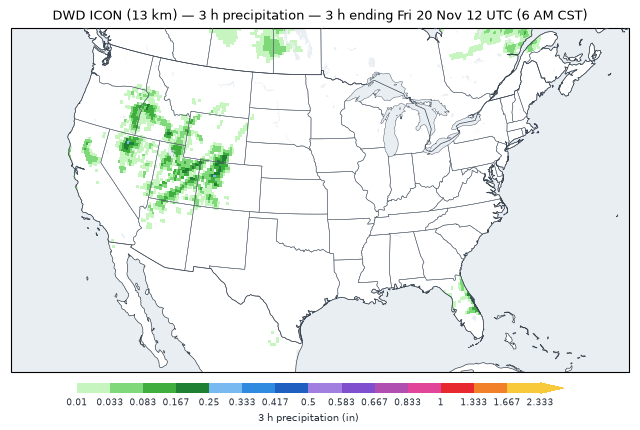 DWD ICON (13 km) — 3 h precipitation — 3 h ending Fri 20 Nov 12 UTC (6 AM CST)
0.01 0.033 0.083 0.167 0.25 0.333 0.417 0.5 0.583 0.667 0.833 1 1.333 1.667 2.333
3 h precipitation (in)